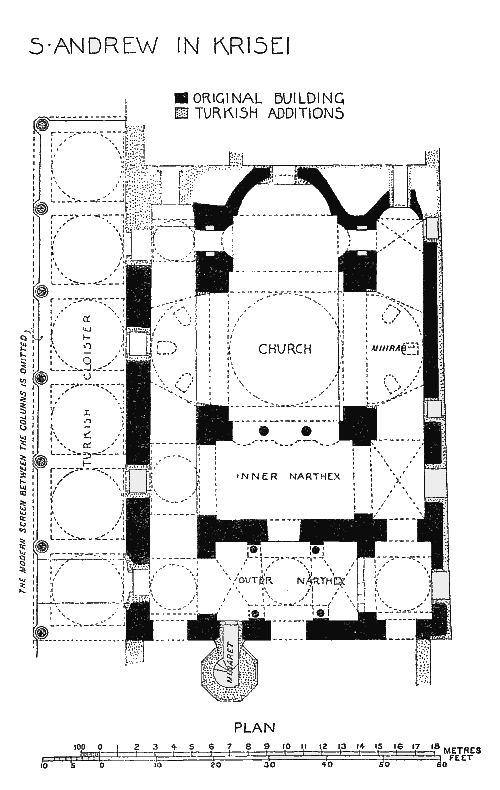 S·ANDREW IN KRISEI
ORIGINAL BUILDING
TURKISH ADDITIONS
THE MODERN SCREEN BETWEEN THE COLUMNS IS OMITTED
TURKISH CLOISTER
CHURCH
MIHRAB
INNER NARTHEX
OUTER NARTHEX
MINARET
PLAN
100 0 1 2 3 4 5 6 7 8 9 10 11 12 13 14 15 16 17 18 METRES
10 5 0 10 20 30 40 50 60 FEET